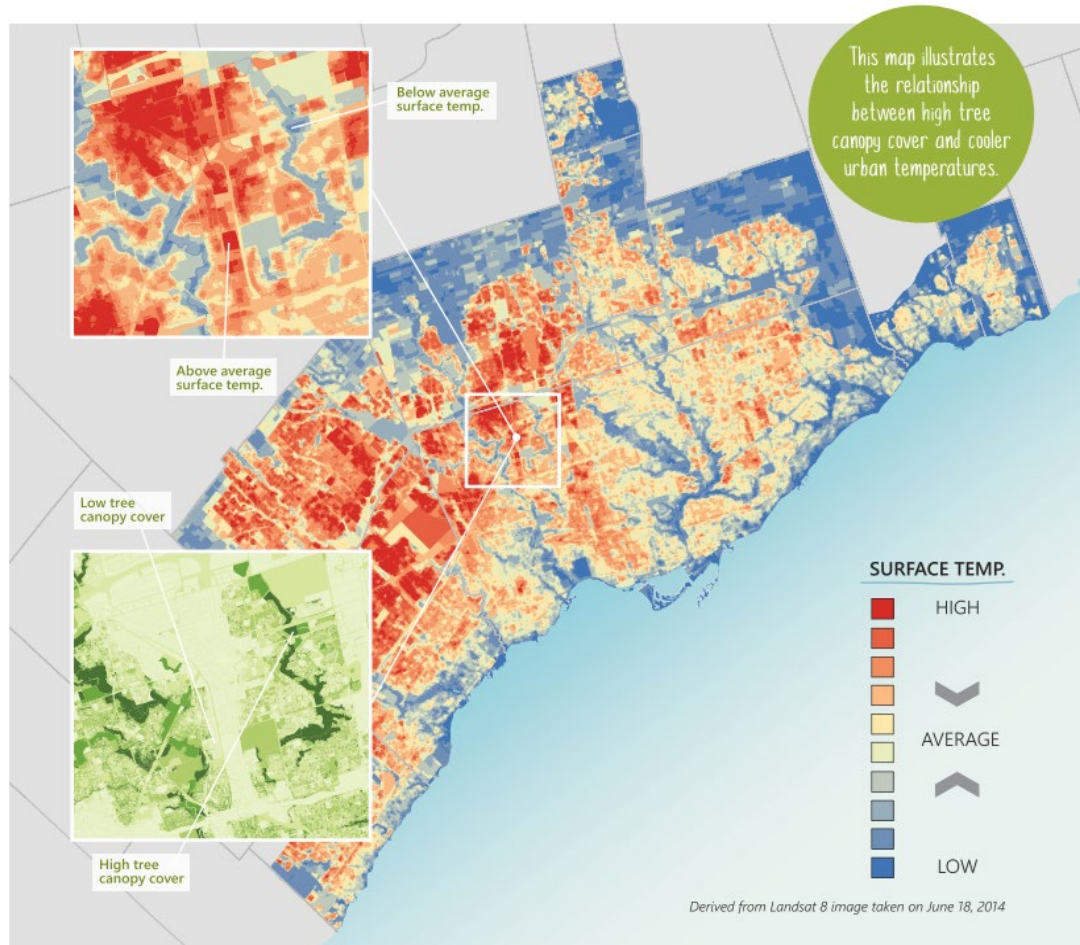 This map illustrates
the relationship
between high tree
canopy cover and cooler
urban temperatures.
Below average
surface temp.
Above average
surface temp.
Low tree
canopy cover
High tree
canopy cover
SURFACE TEMP.
HIGH
AVERAGE
LOW
Derived from Landsat 8 image taken on June 18, 2014